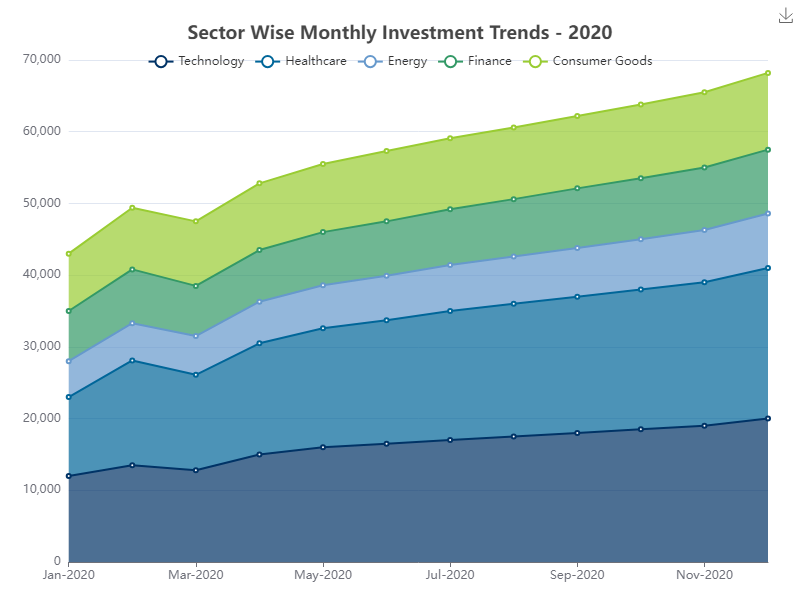 Sector Wise Monthly Investment Trends - 2020
Technology Healthcare Energy Finance Consumer Goods
70,000
60,000
50,000
40,000
30,000
20,000
10,000
0
Jan-2020 Mar-2020 May-2020 Jul-2020 Sep-2020 Nov-2020